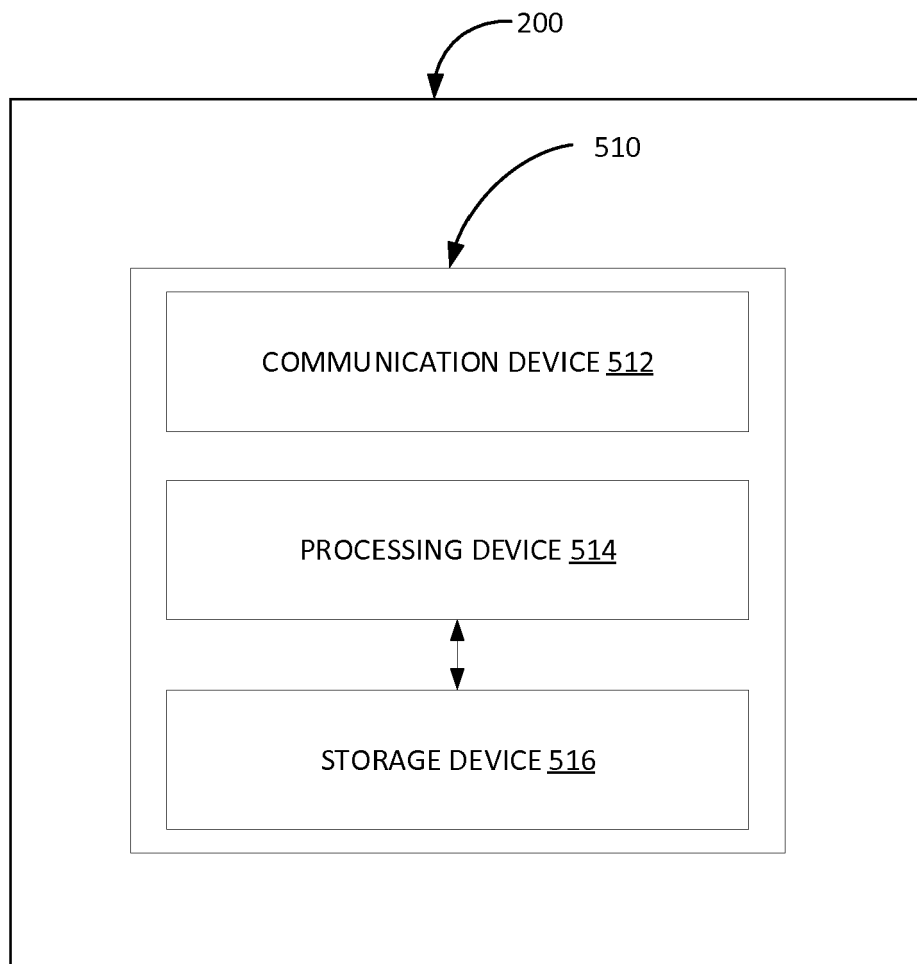 200
510
COMMUNICATION DEVICE 512
PROCESSING DEVICE 514
STORAGE DEVICE 516